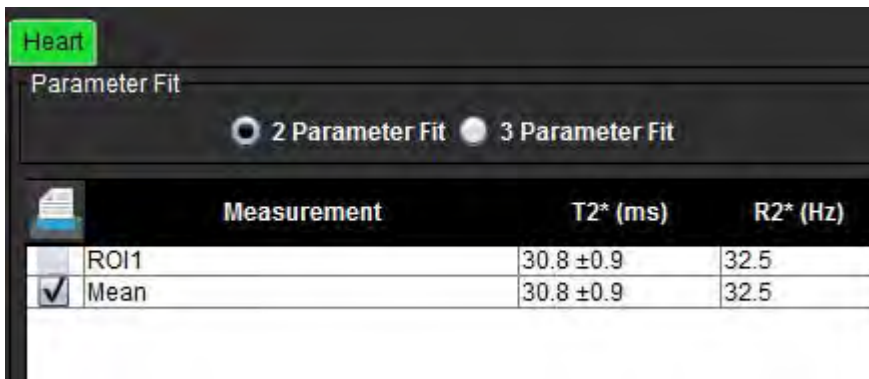 Heart
Parameter Fit
2 Parameter Fit 3 Parameter Fit
Measurement T2* (ms) R2* (Hz)
ROI1 30.8 ±0.9 32.5
Mean 30.8 ±0.9 32.5